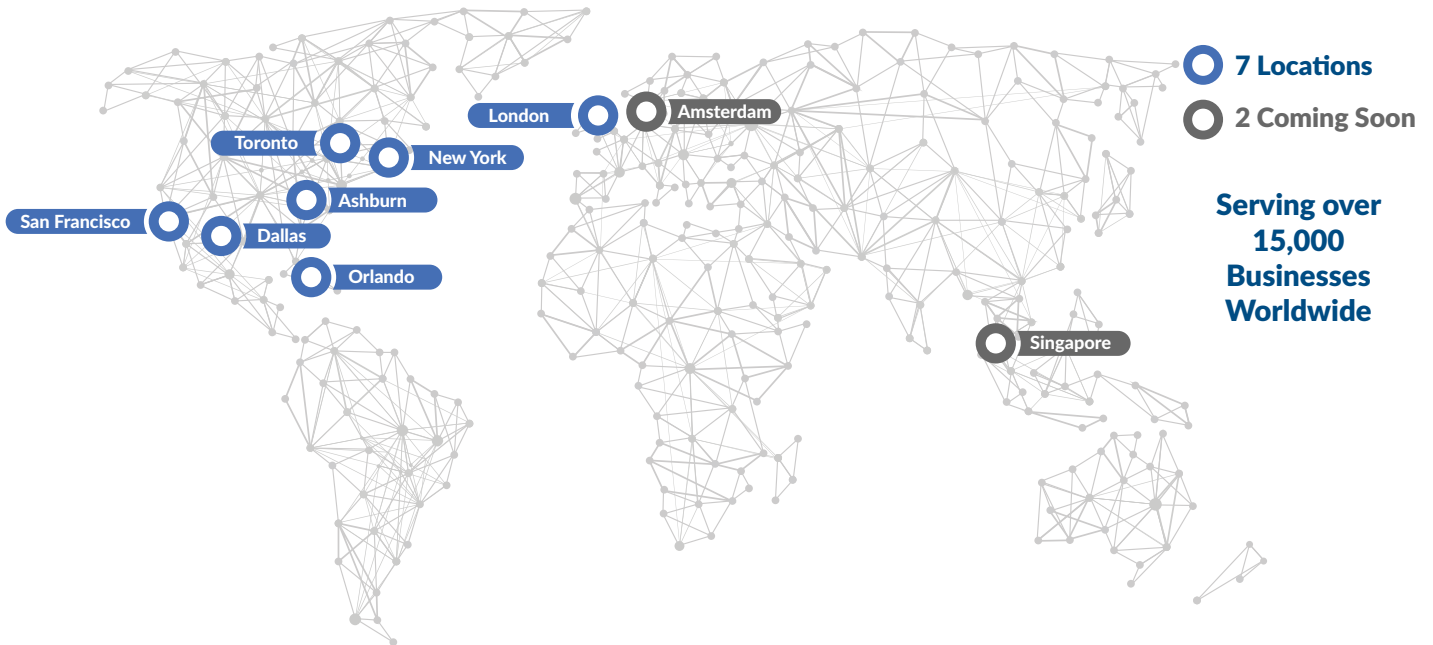 7 Locations
London
Amsterdam
2 Coming Soon
Toronto
New York
Ashburn
San Francisco
Dallas
Orlando
Serving over
15,000
Businesses
Worldwide
Singapore